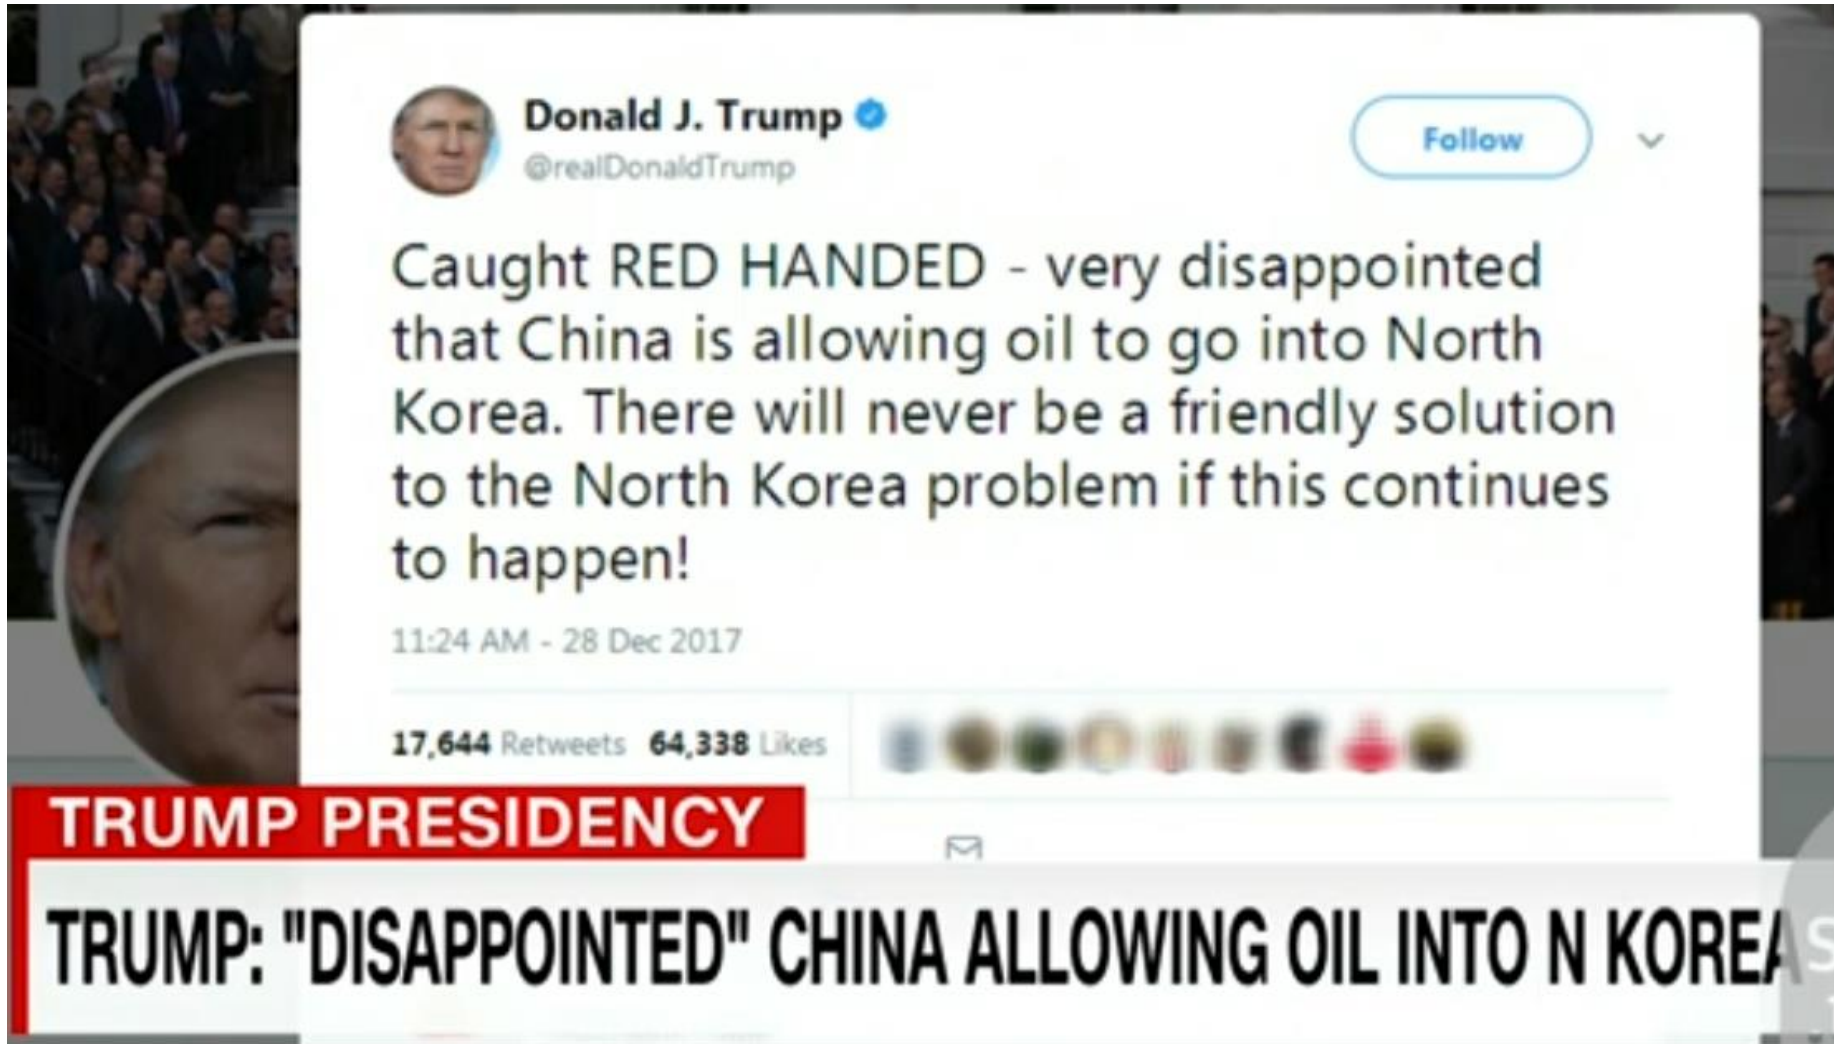 Donald J. Trump
@realDonaldTrump
Follow
Caught RED HANDED - very disappointed
that China is allowing oil to go into North
Korea. There will never be a friendly solution
to the North Korea problem if this continues
to happen!
11:24 AM - 28 Dec 2017
17,644 Retweets 64,338 Likes
TRUMP PRESIDENCY
TRUMP: "DISAPPOINTED" CHINA ALLOWING OIL INTO N KOREA